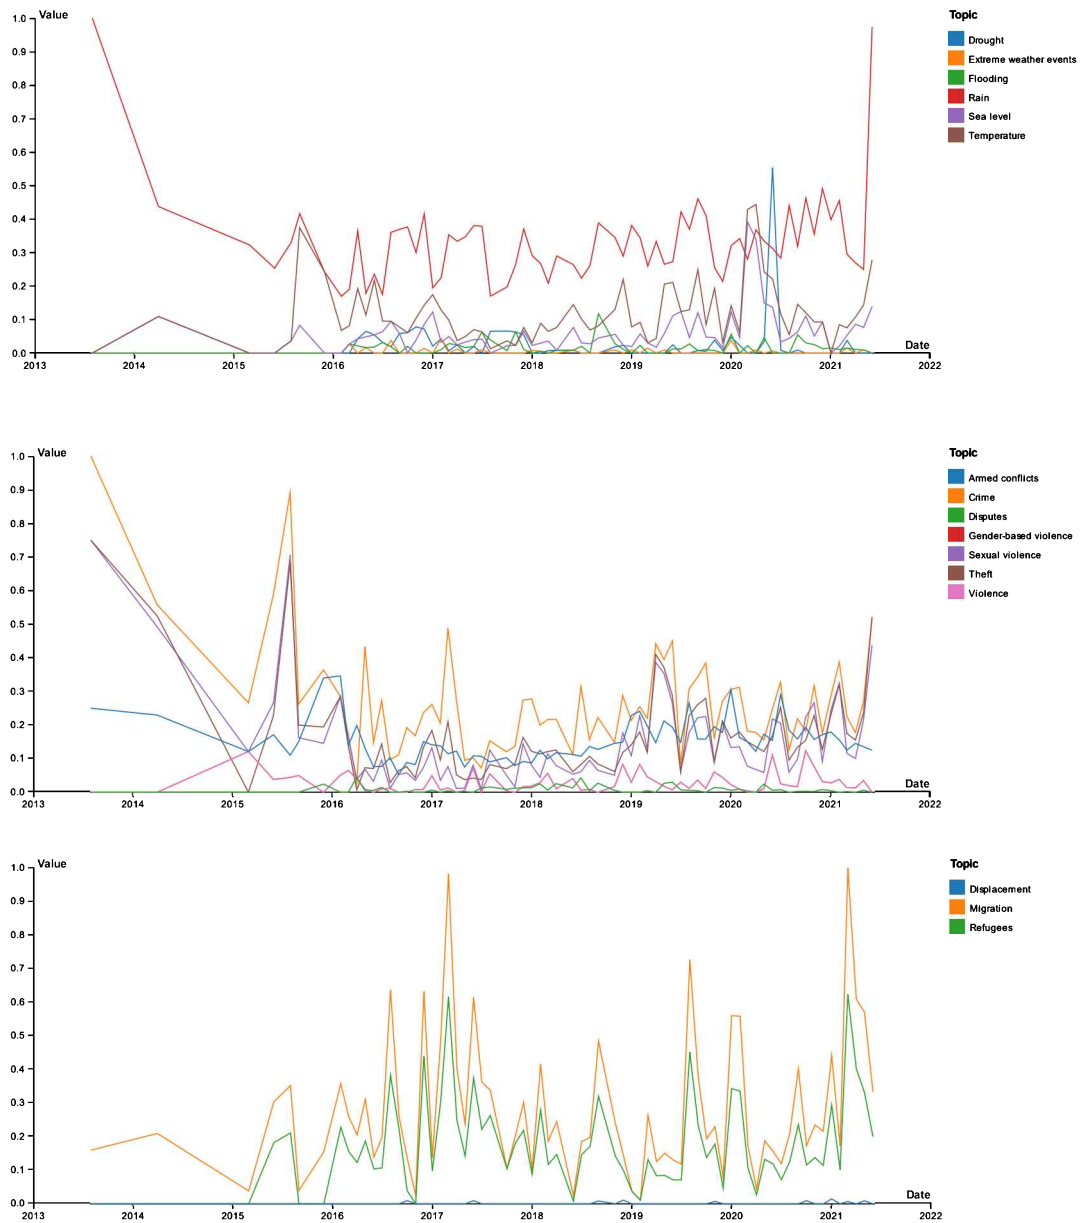 Value
Topic
Drought
Extreme weather events
Flooding
Rain
Sea level
Temperature
1.0
0.9
0.8
0.7
0.6
0.5
0.4
0.3
0.2
0.1
0.0
Date
2013 2014 2015 2016 2017 2018 2019 2020 2021 2022
Value
Topic
Armed conflicts
Crime
Disputes
Gender-based violence
Sexual violence
Theft
Violence
1.0
0.9
0.8
0.7
0.6
0.5
0.4
0.3
0.2
0.1
0.0
Date
2013 2014 2015 2016 2017 2018 2019 2020 2021 2022
Value
Topic
Displacement
Migration
Refugees
1.0
0.9
0.8
0.7
0.6
0.5
0.4
0.3
0.2
0.1
0.0
Date
2013 2014 2015 2016 2017 2018 2019 2020 2021 2022